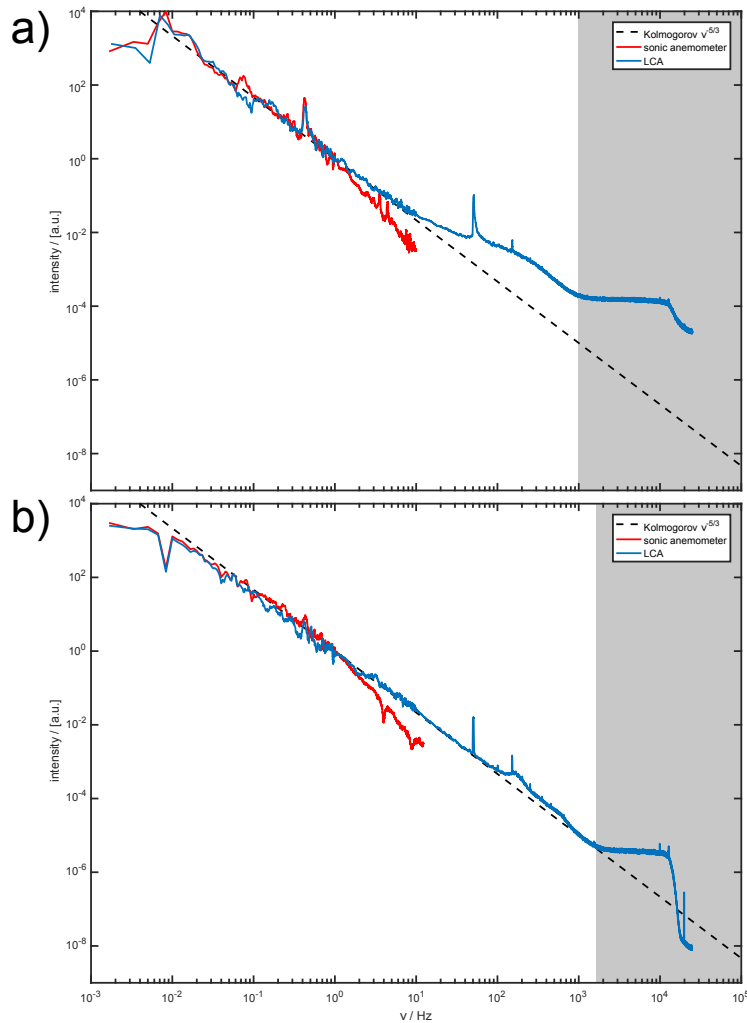 a)
10^4
10^2
10^0
10^-2
10^-4
10^-6
10^-8
intensity / [a.u.]
Kolmogorov ν^-5/3
sonic anemometer
LCA
b)
10^4
10^2
10^0
10^-2
10^-4
10^-6
10^-8
intensity / [a.u.]
Kolmogorov ν^-5/3
sonic anemometer
LCA
10^-3
10^-2
10^-1
10^0
10^1
10^2
10^3
10^4
10^5
ν / Hz